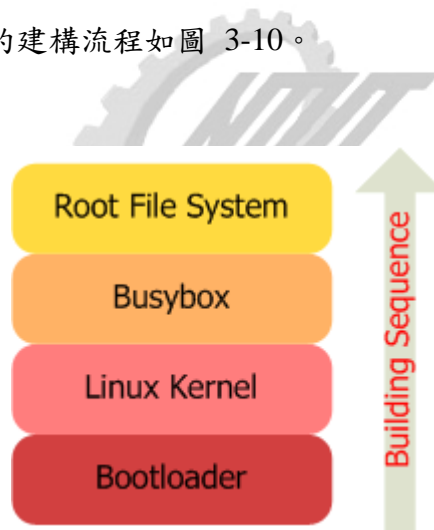 的建構流程如圖 3-10。
Root File System
Busybox
Linux Kernel
Bootloader
Building Sequence